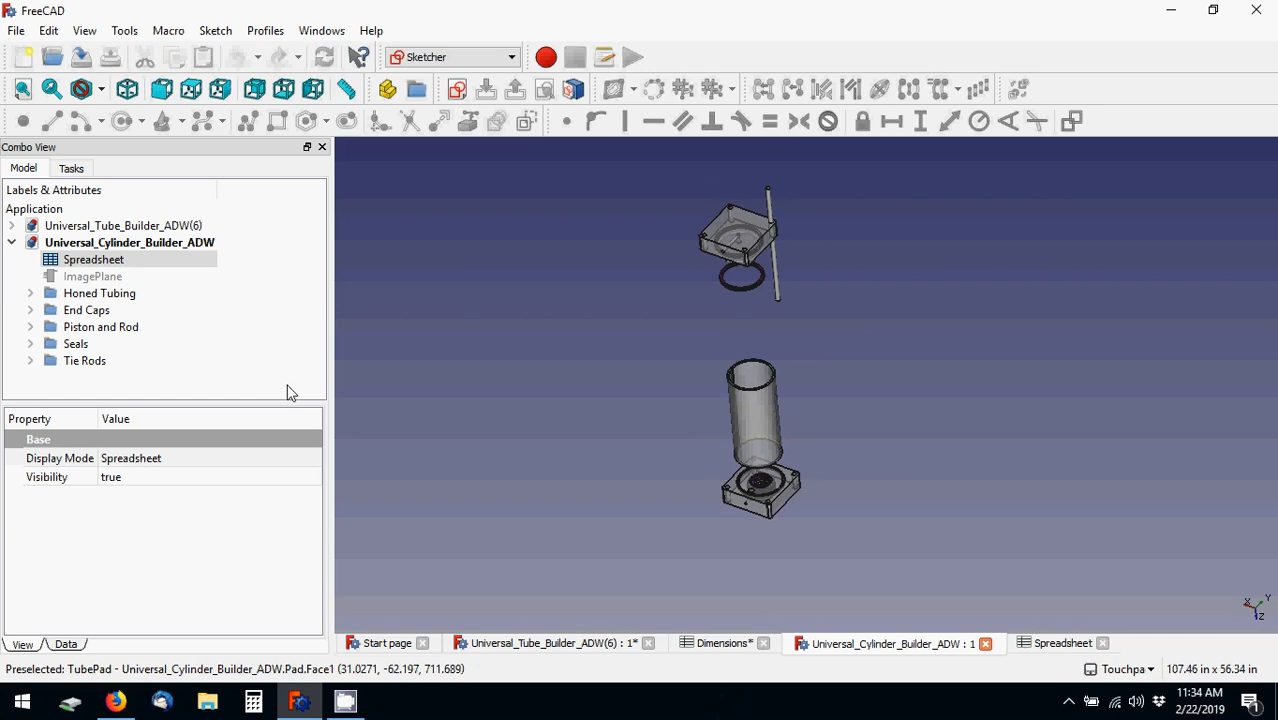 FreeCAD
File Edit View Tools Macro Sketch Profiles Windows Help
Sketcher
Combo View
Model Tasks
Labels & Attributes
Application
Universal_Tube_Builder_ADW(6)
Universal_Cylinder_Builder_ADW
Spreadsheet
ImagePlane
Honed Tubing
End Caps
Piston and Rod
Seals
Tie Rods
Property Value
Base
Display Mode Spreadsheet
Visibility true
X Y Z
View Data
Start page Universal_Tube_Builder_ADW(6) : 1* Dimensions* Universal_Cylinder_Builder_ADW : 1 Spreadsheet
Preselected: TubePad - Universal_Cylinder_Builder_ADW.Pad.Face1 (31.0271, -62.197, 711.689) Touchpa 107.46 in x 56.34 in
11:34 AM
2/22/2019
1